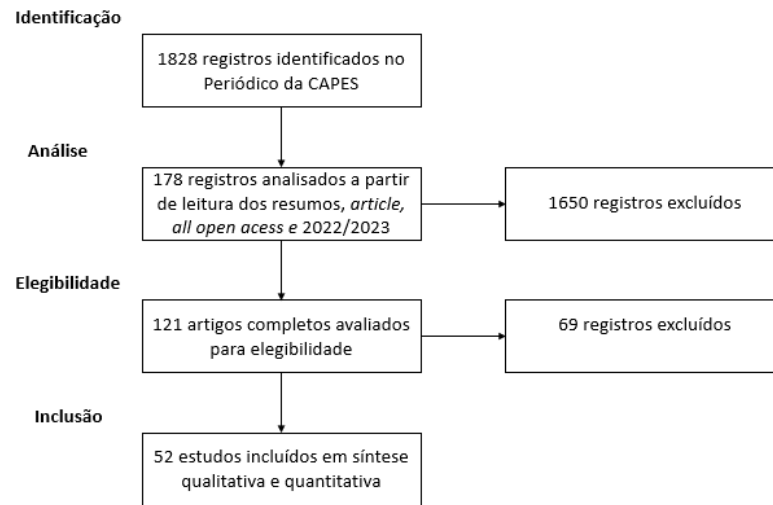 Identificação
1828 registros identificados no
Periódico da CAPES
Análise
178 registros analisados a partir
de leitura dos resumos, article,
all open acess e 2022/2023
1650 registros excluídos
Elegibilidade
121 artigos completos avaliados
para elegibilidade
69 registros excluídos
Inclusão
52 estudos incluídos em síntese
qualitativa e quantitativa